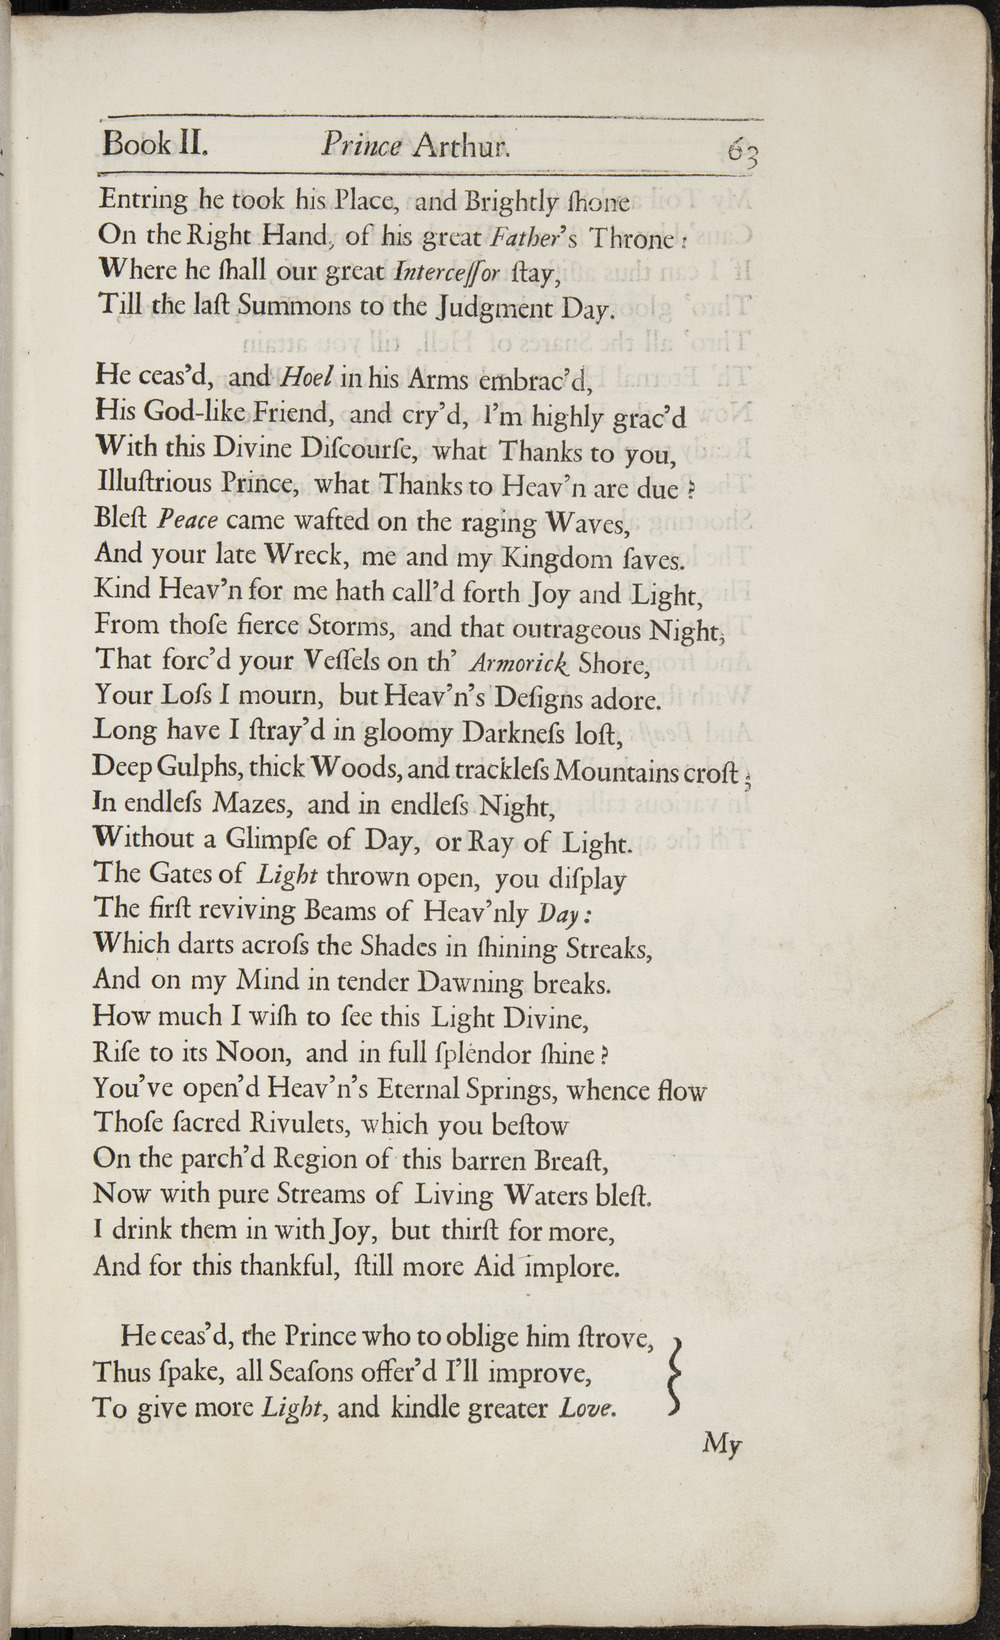 Book II. Prince Arthur. 63
Entring he took his Place, and Brightly ſhone
On the Right Hand, of his great Father's Throne:
Where he ſhall our great Interceſſor ſtay,
Till the laſt Summons to the Judgment Day.
He ceas'd, and Hoel in his Arms embrac'd,
His God-like Friend, and cry'd, I'm highly grac'd
With this Divine Diſcourſe, what Thanks to you,
Illuſtrious Prince, what Thanks to Heav'n are due?
Bleſt Peace came wafted on the raging Waves,
And your late Wreck, me and my Kingdom ſaves.
Kind Heav'n for me hath call'd forth Joy and Light,
From thoſe fierce Storms, and that outrageous Night,
That forc'd your Veſſels on th' Armorick Shore,
Your Loſs I mourn, but Heav'n's Deſigns adore.
Long have I ſtray'd in gloomy Darkneſs loſt,
Deep Gulphs, thick Woods, and trackleſs Mountains croſt;
In endleſs Mazes, and in endleſs Night,
Without a Glimpſe of Day, or Ray of Light.
The Gates of Light thrown open, you diſplay
The firſt reviving Beams of Heav'nly Day:
Which darts acroſs the Shades in ſhining Streaks,
And on my Mind in tender Dawning breaks.
How much I wiſh to ſee this Light Divine,
Riſe to its Noon, and in full ſplendor ſhine?
You've open'd Heav'n's Eternal Springs, whence flow
Thoſe ſacred Rivulets, which you beſtow
On the parch'd Region of this barren Breaſt,
Now with pure Streams of Living Waters bleſt.
I drink them in with Joy, but thirſt for more,
And for this thankful, ſtill more Aid implore.
He ceas'd, the Prince who to oblige him ſtrove,
Thus ſpake, all Seaſons offer'd I'll improve,
To give more Light, and kindle greater Love.
My